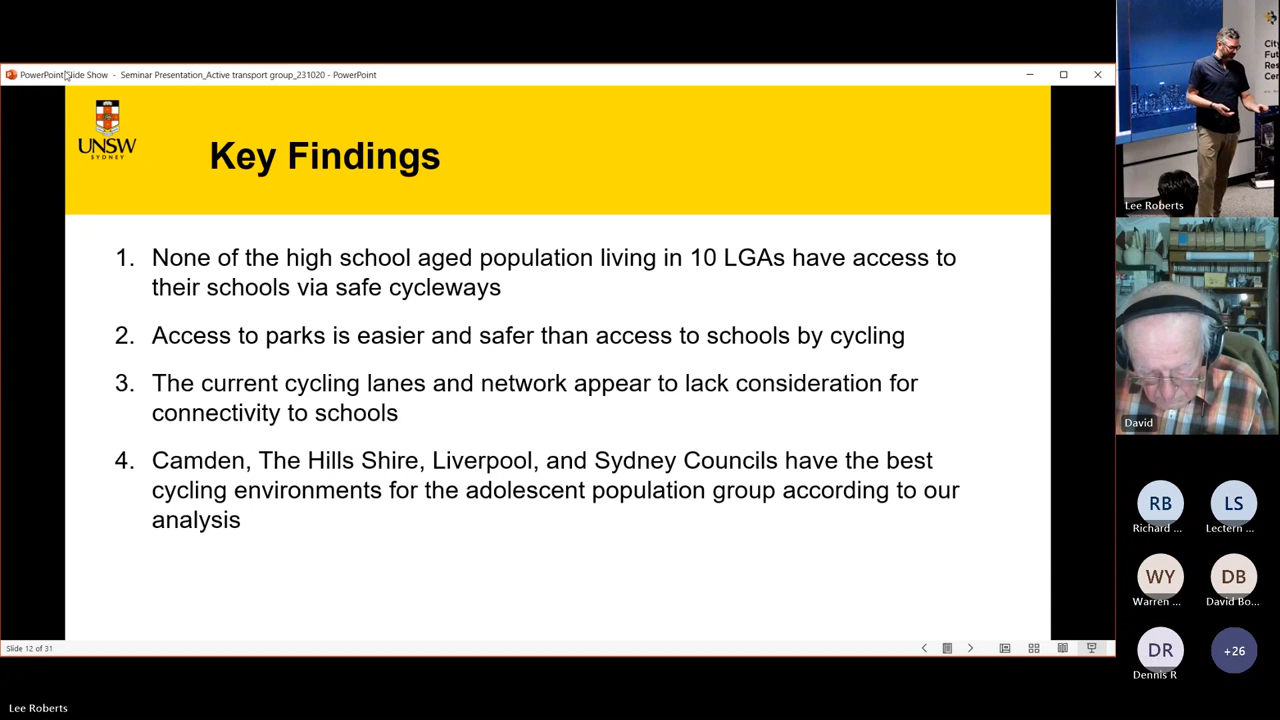 PowerPoint Slide Show - Seminar Presentation_Active transport group_231020 - PowerPoint
UNSW
SYDNEY
Key Findings
1. None of the high school aged population living in 10 LGAs have access to
their schools via safe cycleways
2. Access to parks is easier and safer than access to schools by cycling
3. The current cycling lanes and network appear to lack consideration for
connectivity to schools
4. Camden, The Hills Shire, Liverpool, and Sydney Councils have the best
cycling environments for the adolescent population group according to our
analysis
Slide 12 of 31
Lee Roberts
City
Futu
Res
Cen
Lee Roberts
David
RB
Richard ...
LS
Lectern ...
WY
Warren ...
DB
David Bo...
DR
Dennis R
+26